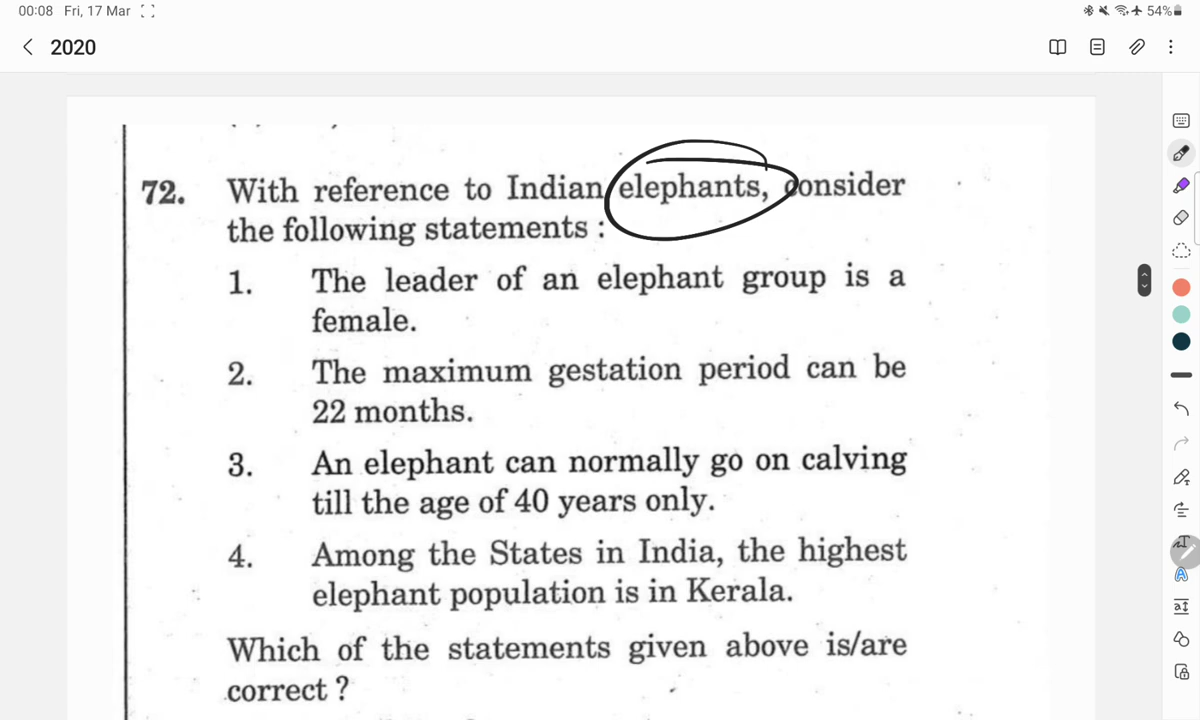 00:08 Fri, 17 Mar
54%
2020
72. With reference to Indian elephants, consider
the following statements :
1. The leader of an elephant group is a
female.
2. The maximum gestation period can be
22 months.
3. An elephant can normally go on calving
till the age of 40 years only.
4. Among the States in India, the highest
elephant population is in Kerala.
Which of the statements given above is/are
correct ?